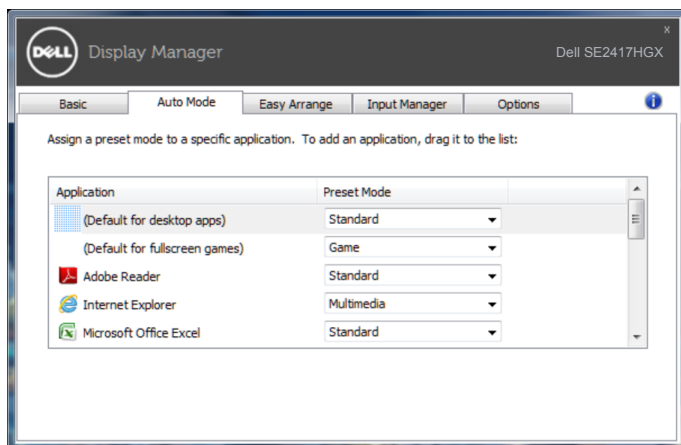 x
DELL Display Manager Dell SE2417HGX
Basic Auto Mode Easy Arrange Input Manager Options i
Assign a preset mode to a specific application. To add an application, drag it to the list:
Application Preset Mode
(Default for desktop apps) Standard
(Default for fullscreen games) Game
Adobe Reader Standard
Internet Explorer Multimedia
Microsoft Office Excel Standard